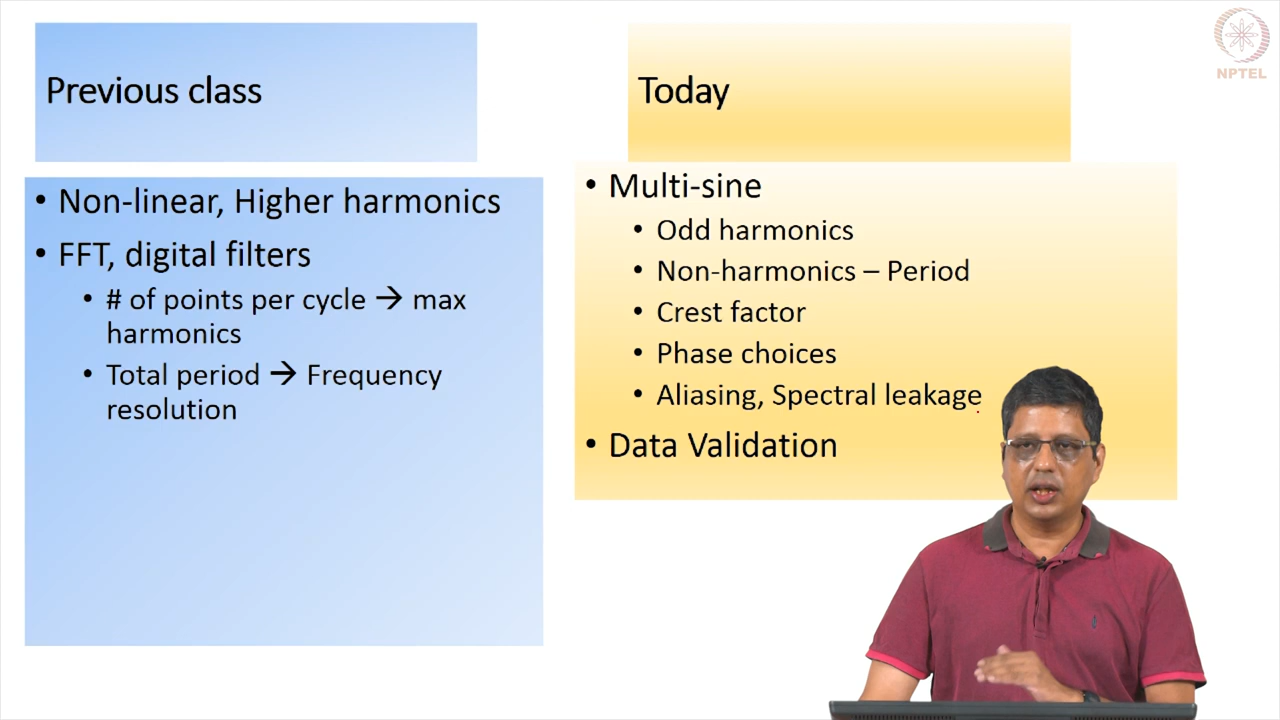 Previous class
• Non-linear, Higher harmonics
• FFT, digital filters
• # of points per cycle → max
harmonics
• Total period → Frequency
resolution
Today
• Multi-sine
• Odd harmonics
• Non-harmonics – Period
• Crest factor
• Phase choices
• Aliasing, Spectral leakage
• Data Validation
NPTEL